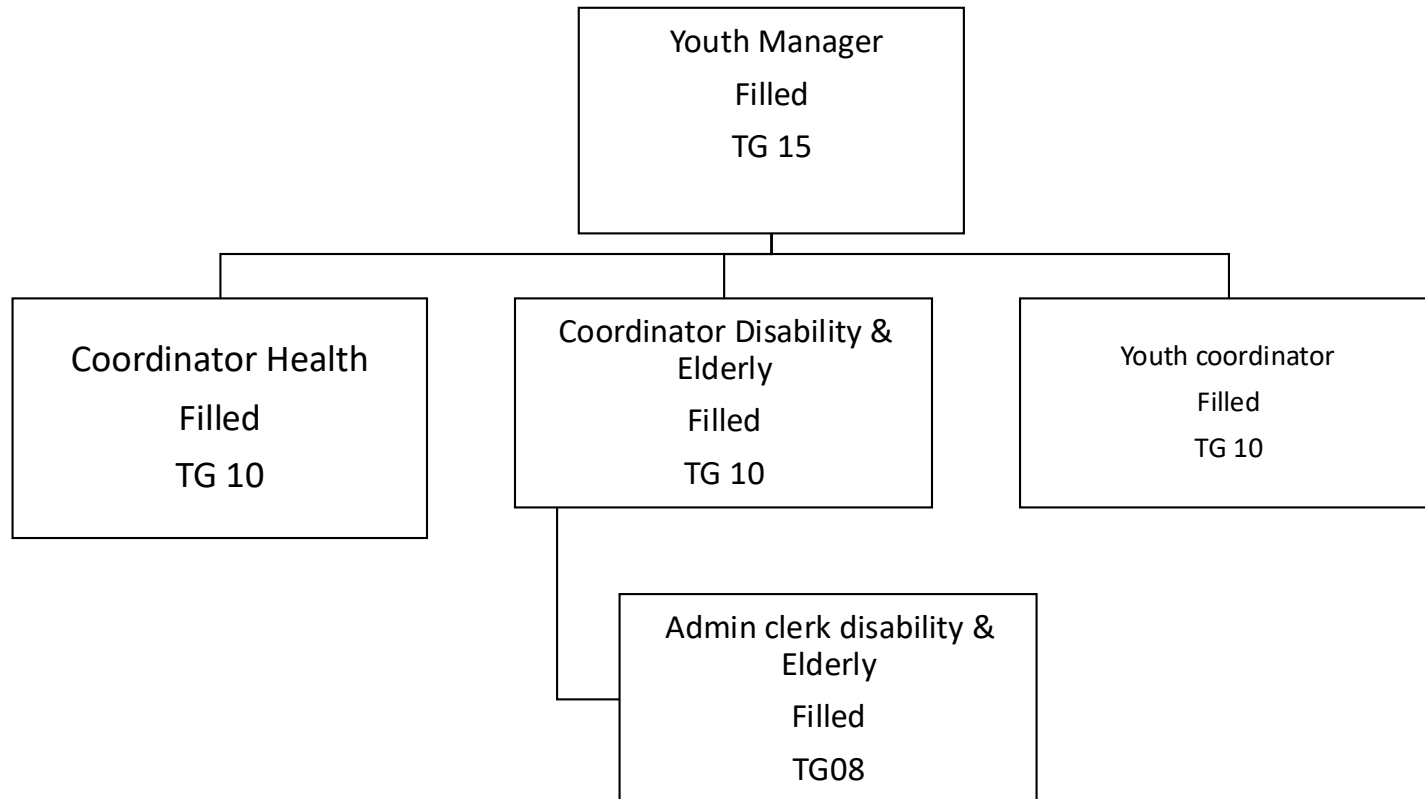 Youth Manager
Filled
TG 15
Coordinator Health
Filled
TG 10
Coordinator Disability &
Elderly
Filled
TG 10
Youth coordinator
Filled
TG 10
Admin clerk disability &
Elderly
Filled
TG08